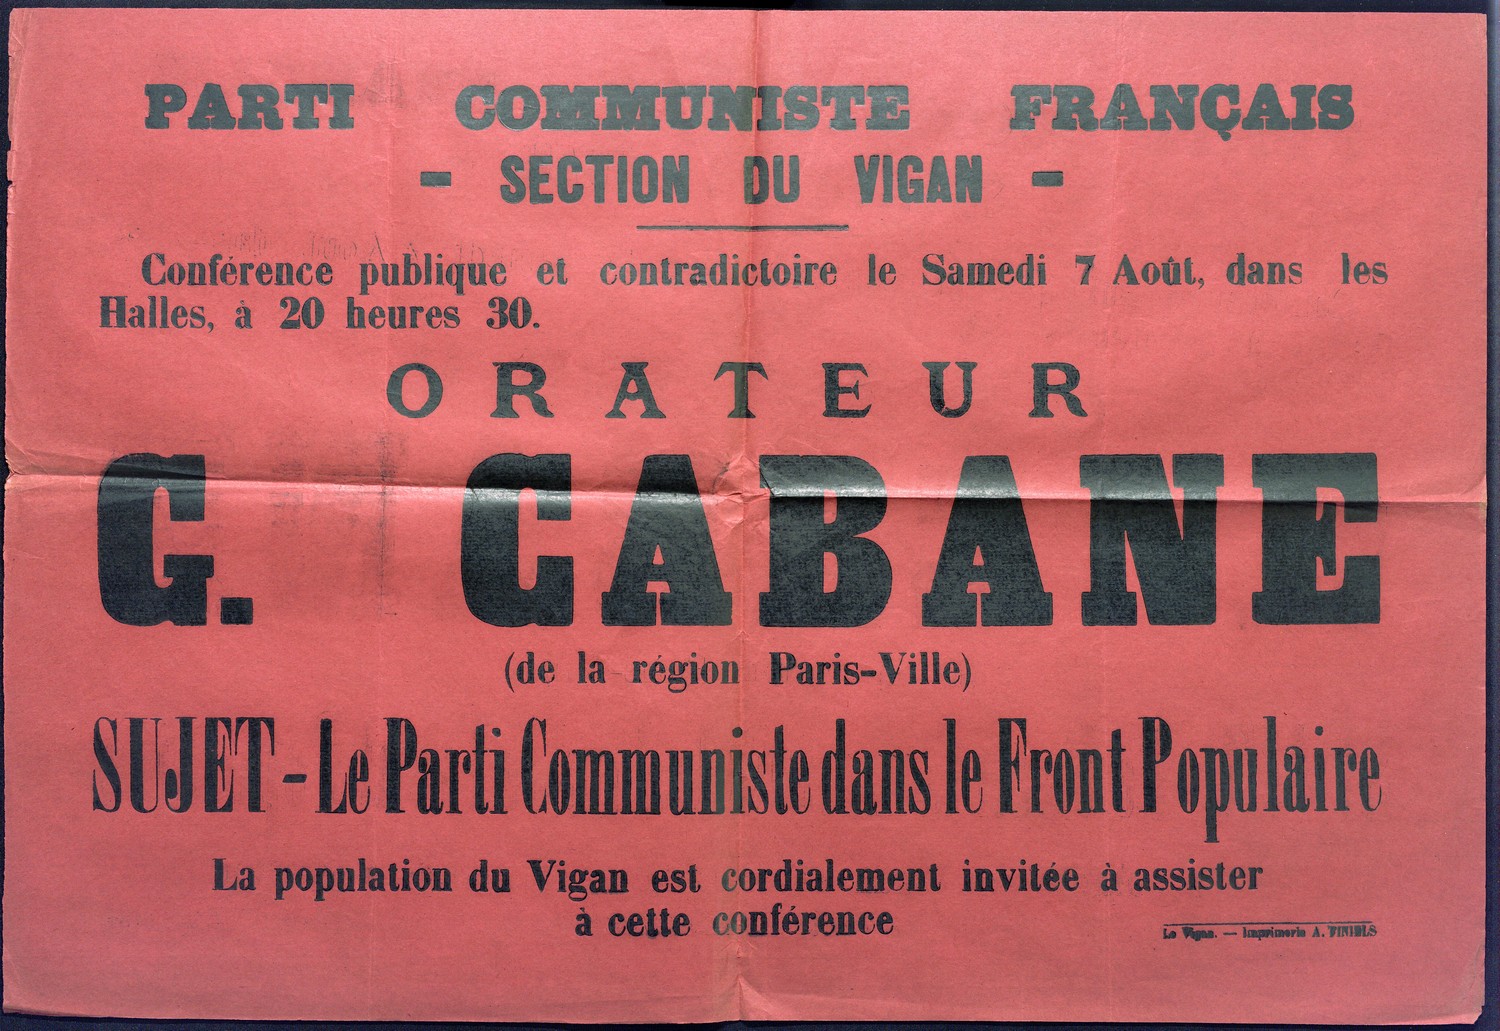 PARTI COMMUNISTE FRANÇAIS
- SECTION DU VIGAN -
Conférence publique et contradictoire le Samedi 7 Août, dans les
Halles, à 20 heures 30.
ORATEUR
G. CABANE
(de la région Paris-Ville)
SUJET - Le Parti Communiste dans le Front Populaire
La population du Vigan est cordialement invitée à assister
à cette conférence
Le Vigan. — Imprimerie A.